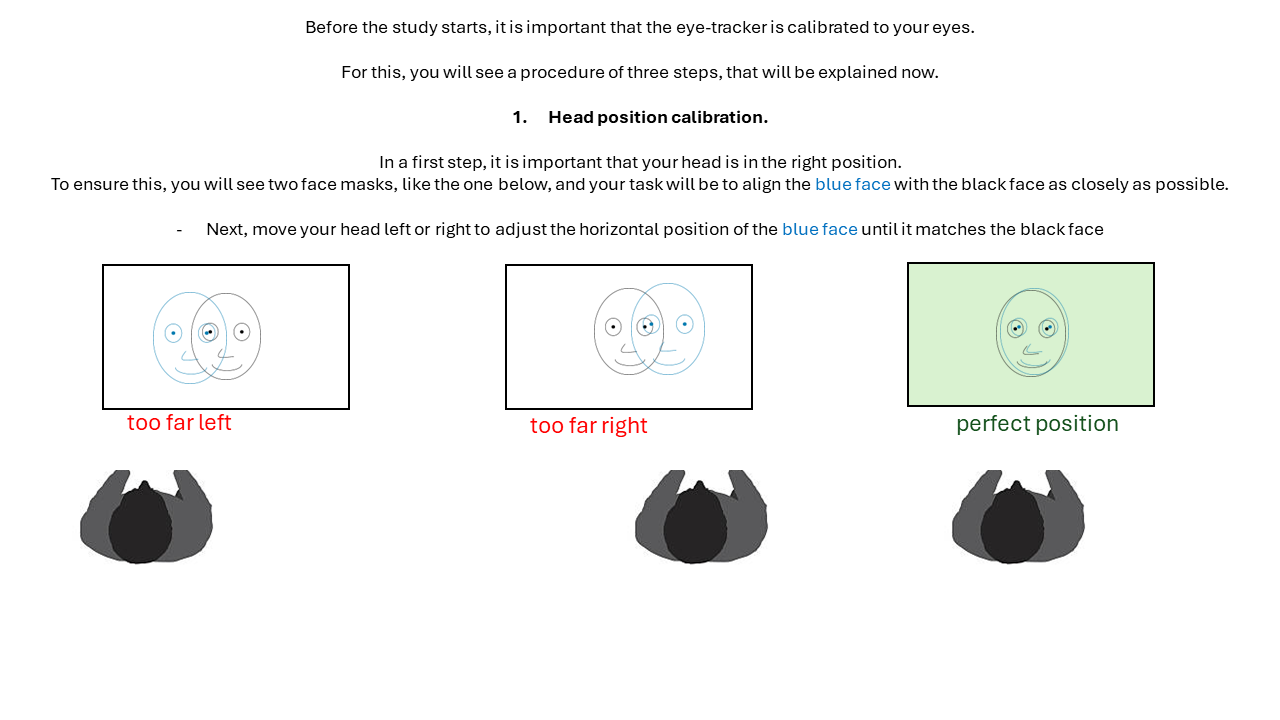 Before the study starts, it is important that the eye-tracker is calibrated to your eyes.
For this, you will see a procedure of three steps, that will be explained now.
1. Head position calibration.
In a first step, it is important that your head is in the right position.
To ensure this, you will see two face masks, like the one below, and your task will be to align the blue face with the black face as closely as possible.
- Next, move your head left or right to adjust the horizontal position of the blue face until it matches the black face
too far left
too far right
perfect position